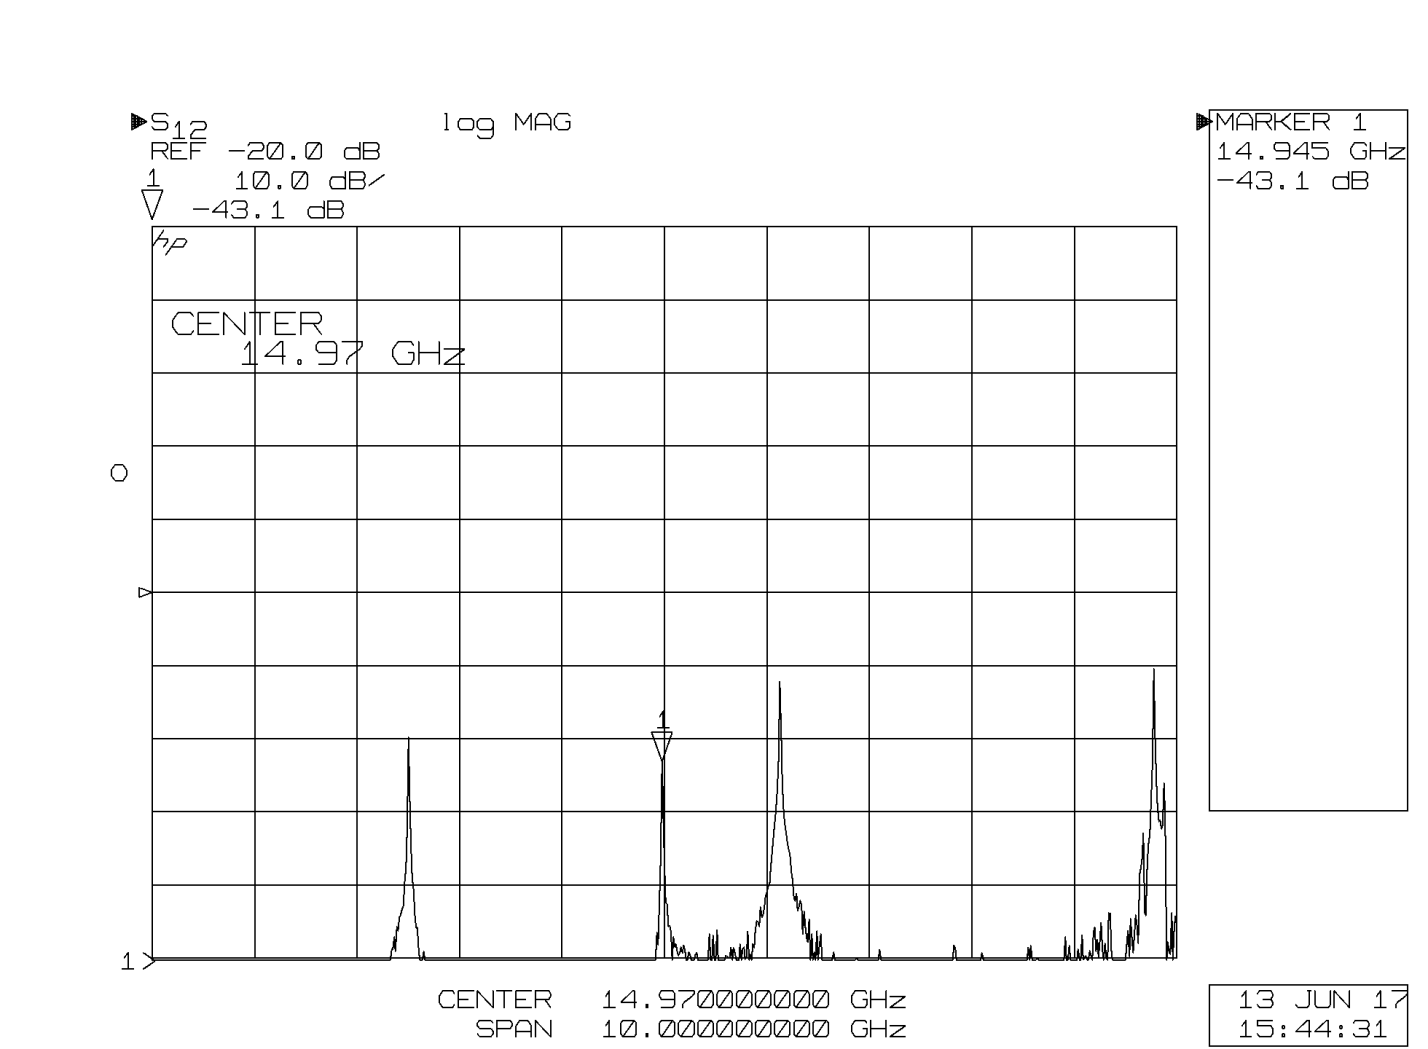 S12 log MAG
REF -20.0 dB
1 10.0 dB/
-43.1 dB
hp
MARKER 1
14.945 GHz
-43.1 dB
CENTER
14.97 GHz
O
1
1
CENTER 14.970000000 GHz
SPAN 10.000000000 GHz
13 JUN 17
15:44:31